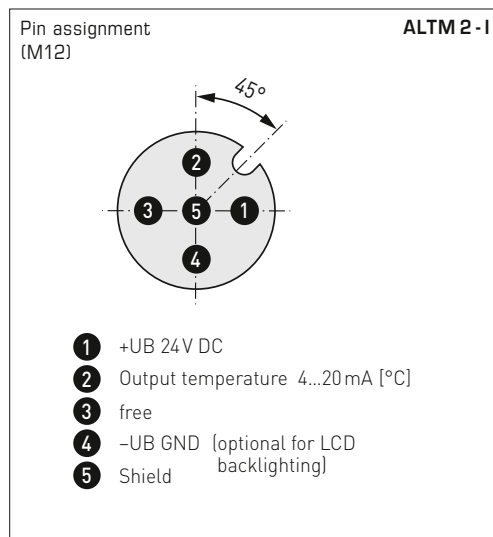 Pin assignment
(M12)
ALTM 2 - I
45°
2
3 5 1
4
1 +UB 24 V DC
2 Output temperature 4...20 mA [°C]
3 free
4 –UB GND (optional for LCD
backlighting)
5 Shield